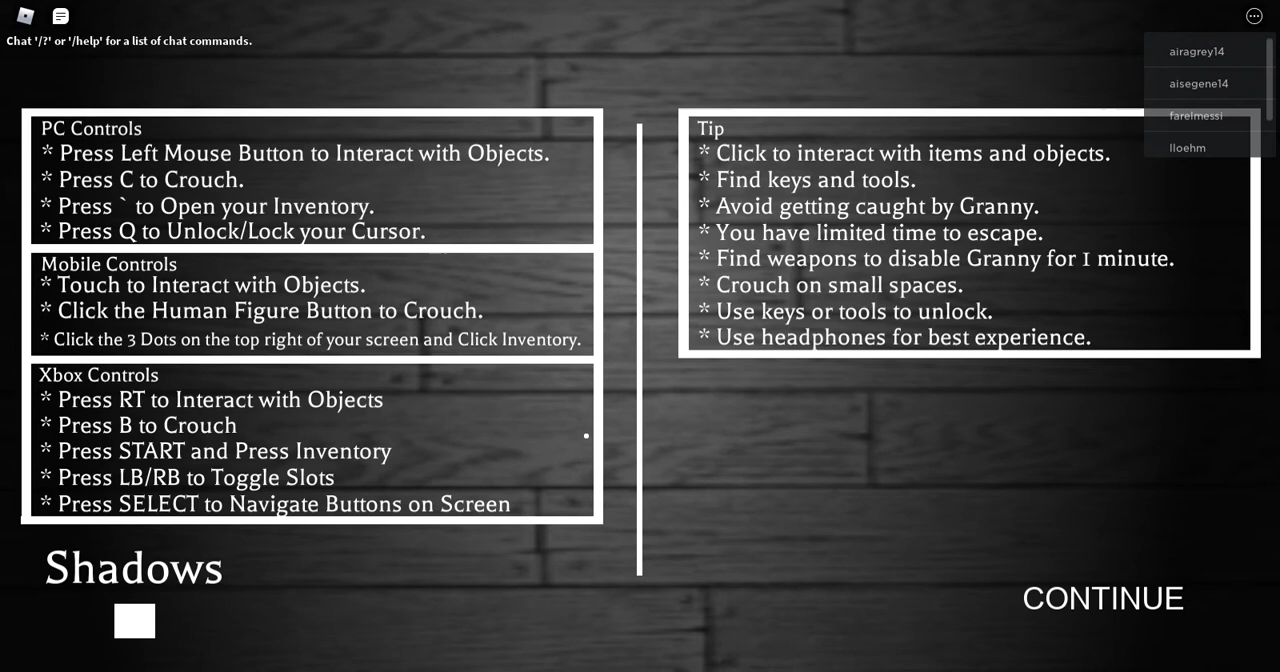 Chat '/?' or '/help' for a list of chat commands.
airagrey14
aisegene14
farelmessi
lloehm
PC Controls
* Press Left Mouse Button to Interact with Objects.
* Press C to Crouch.
* Press ` to Open your Inventory.
* Press Q to Unlock/Lock your Cursor.
Mobile Controls
* Touch to Interact with Objects.
* Click the Human Figure Button to Crouch.
* Click the 3 Dots on the top right of your screen and Click Inventory.
Xbox Controls
* Press RT to Interact with Objects
* Press B to Crouch
* Press START and Press Inventory
* Press LB/RB to Toggle Slots
* Press SELECT to Navigate Buttons on Screen
Tip
* Click to interact with items and objects.
* Find keys and tools.
* Avoid getting caught by Granny.
* You have limited time to escape.
* Find weapons to disable Granny for 1 minute.
* Crouch on small spaces.
* Use keys or tools to unlock.
* Use headphones for best experience.
Shadows
CONTINUE